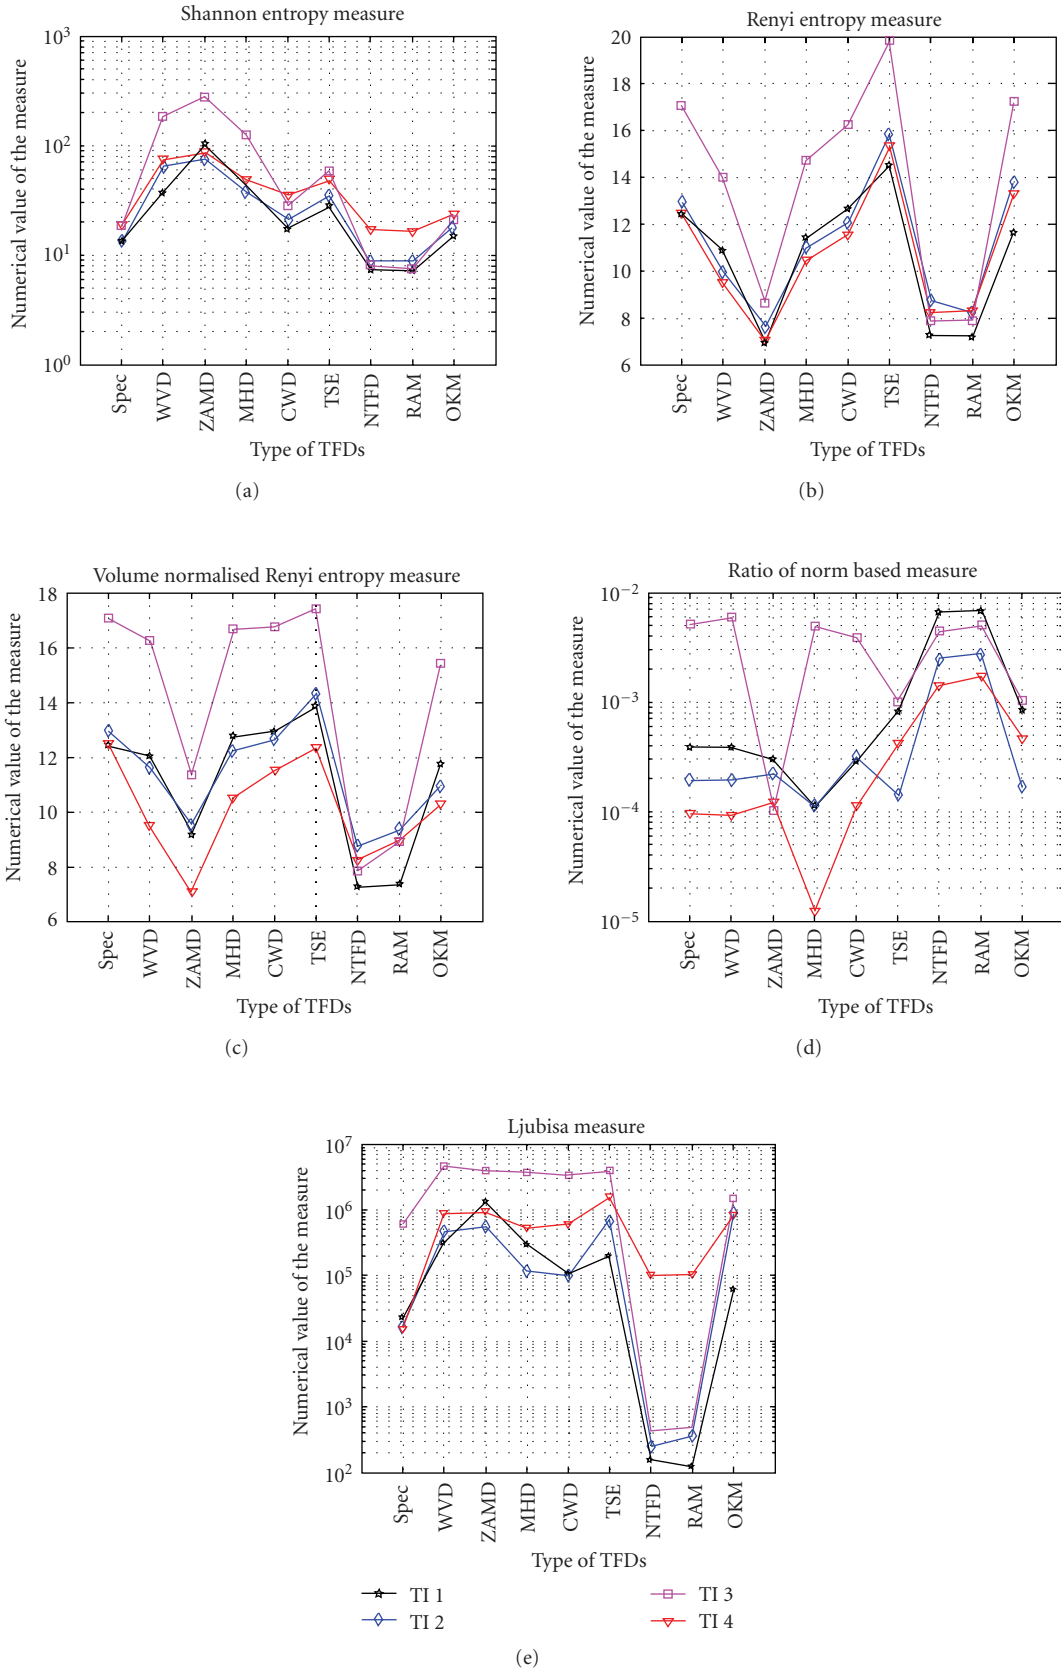 Shannon entropy measure
Numerical value of the measure
10³
10²
10¹
10⁰
Spec
WVD
ZAMD
MHD
CWD
TSE
NTFD
RAM
OKM
Type of TFDs
(a)
Renyi entropy measure
Numerical value of the measure
20
18
16
14
12
10
8
6
Spec
WVD
ZAMD
MHD
CWD
TSE
NTFD
RAM
OKM
Type of TFDs
(b)
Volume normalised Renyi entropy measure
Numerical value of the measure
18
16
14
12
10
8
6
Spec
WVD
ZAMD
MHD
CWD
TSE
NTFD
RAM
OKM
Type of TFDs
(c)
Ratio of norm based measure
Numerical value of the measure
10⁻²
10⁻³
10⁻⁴
10⁻⁵
Spec
WVD
ZAMD
MHD
CWD
TSE
NTFD
RAM
OKM
Type of TFDs
(d)
Ljubisa measure
Numerical value of the measure
10⁷
10⁶
10⁵
10⁴
10³
10²
Spec
WVD
ZAMD
MHD
CWD
TSE
NTFD
RAM
OKM
Type of TFDs
TI 1
TI 2
TI 3
TI 4
(e)